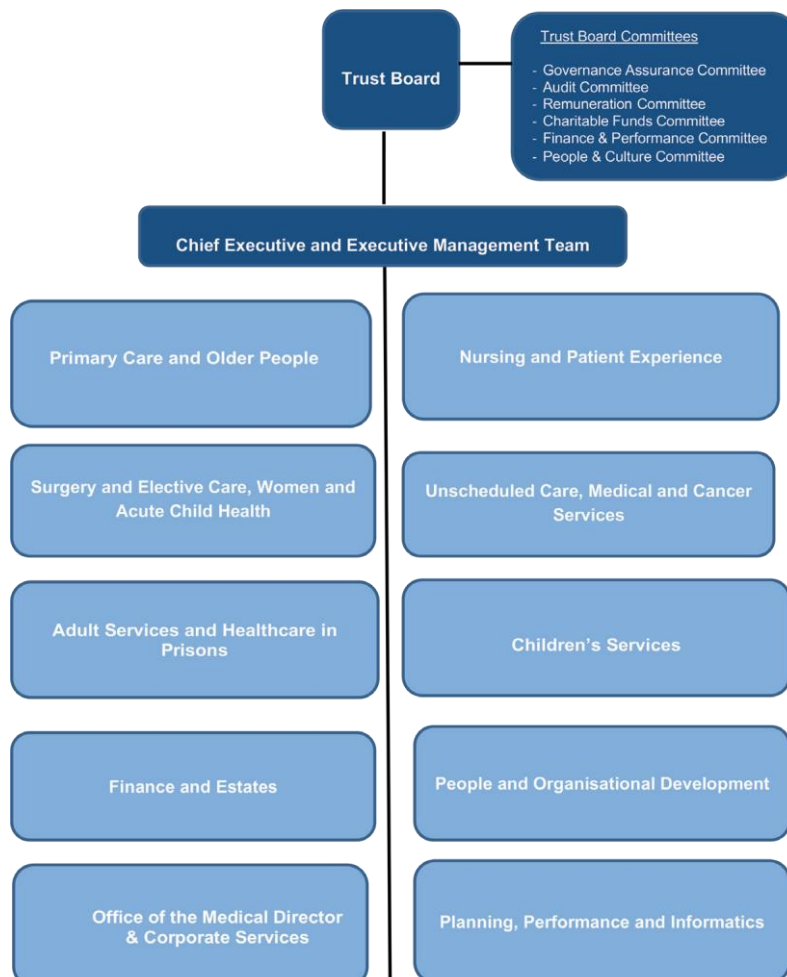 Trust Board
Trust Board Committees
- Governance Assurance Committee
- Audit Committee
- Remuneration Committee
- Charitable Funds Committee
- Finance & Performance Committee
- People & Culture Committee
Chief Executive and Executive Management Team
Primary Care and Older People
Nursing and Patient Experience
Surgery and Elective Care, Women and
Acute Child Health
Unscheduled Care, Medical and Cancer
Services
Adult Services and Healthcare in
Prisons
Children’s Services
Finance and Estates
People and Organisational Development
Office of the Medical Director
& Corporate Services
Planning, Performance and Informatics